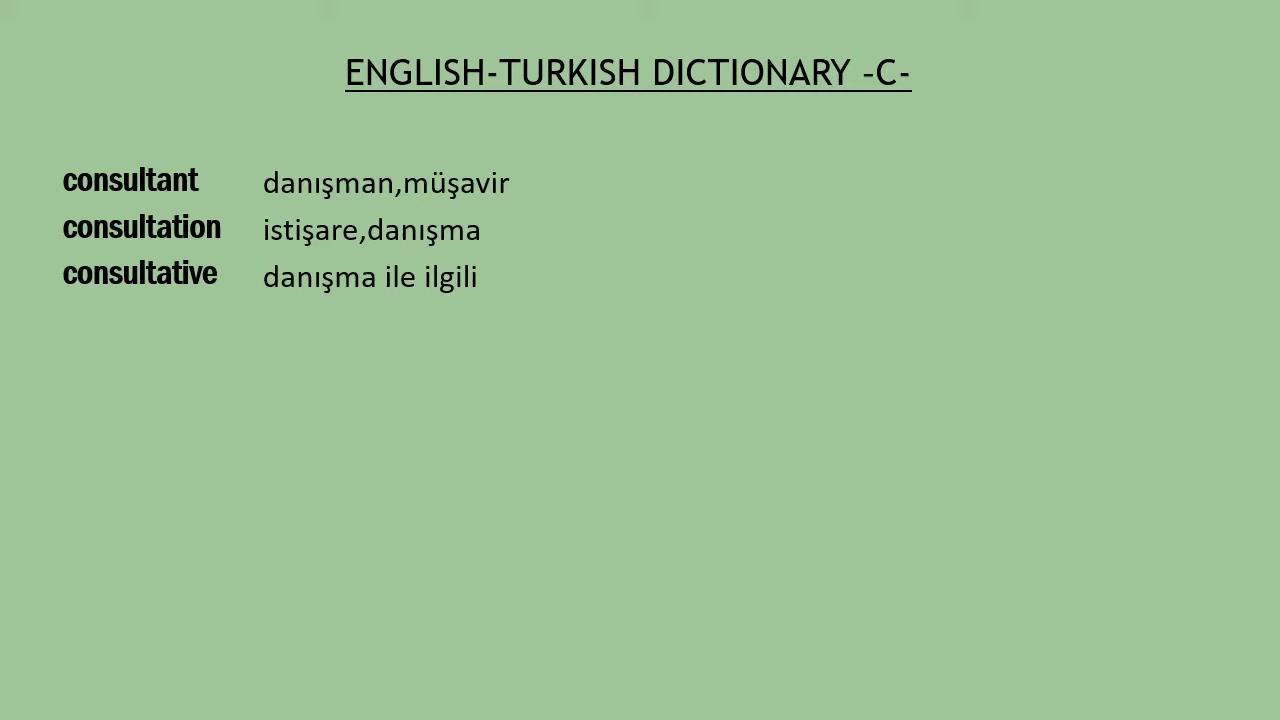 ENGLISH-TURKISH DICTIONARY –C-
consultant danışman,müşavir
consultation istişare,danışma
consultative danışma ile ilgili